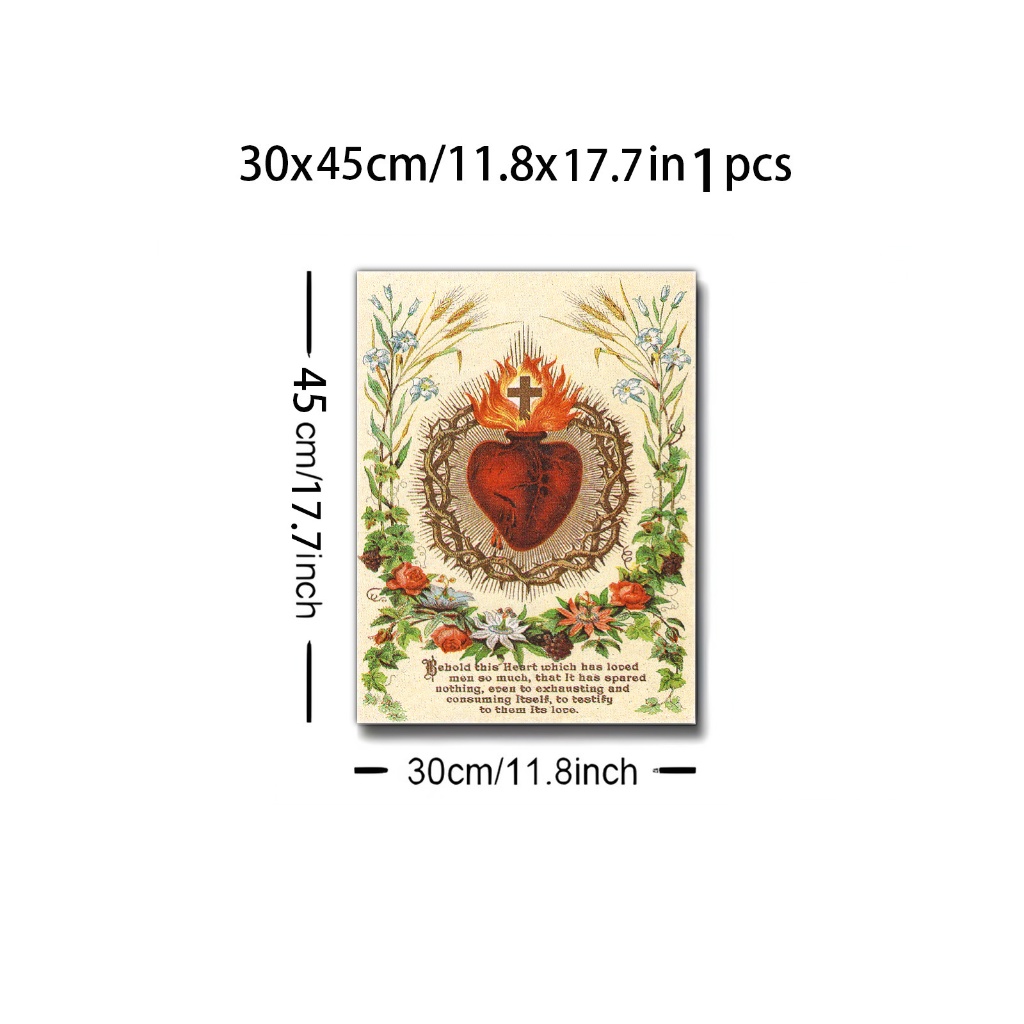 30x45cm/11.8x17.7in 1 pcs
45 cm/17.7inch
Behold this Heart which has loved
men so much, that It has spared
nothing, even to exhausting and
consuming Itself, to testify
to them Its love.
30cm/11.8inch